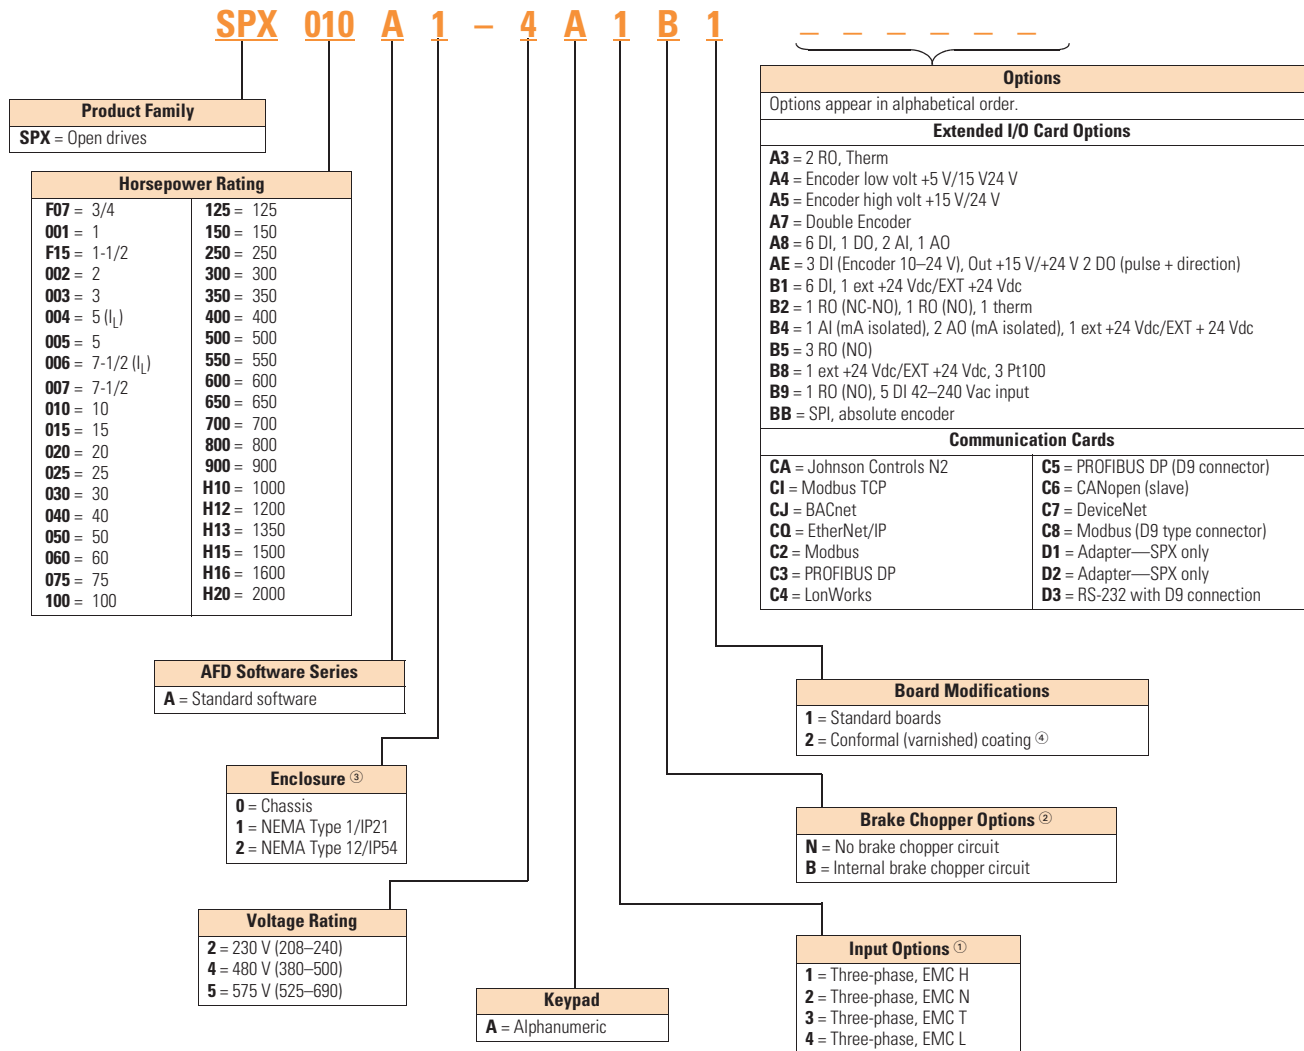 SPX 010 A 1 – 4 A 1 B 1 _ _ _ _ _ _
Product Family
SPX = Open drives
Horsepower Rating
F07 = 3/4
001 = 1
F15 = 1-1/2
002 = 2
003 = 3
004 = 5 (IL)
005 = 5
006 = 7-1/2 (IL)
007 = 7-1/2
010 = 10
015 = 15
020 = 20
025 = 25
030 = 30
040 = 40
050 = 50
060 = 60
075 = 75
100 = 100
125 = 125
150 = 150
250 = 250
300 = 300
350 = 350
400 = 400
500 = 500
550 = 550
600 = 600
650 = 650
700 = 700
800 = 800
900 = 900
H10 = 1000
H12 = 1200
H13 = 1350
H15 = 1500
H16 = 1600
H20 = 2000
AFD Software Series
A = Standard software
Enclosure ③
0 = Chassis
1 = NEMA Type 1/IP21
2 = NEMA Type 12/IP54
Voltage Rating
2 = 230 V (208–240)
4 = 480 V (380–500)
5 = 575 V (525–690)
Keypad
A = Alphanumeric
Options
Options appear in alphabetical order.
Extended I/O Card Options
A3 = 2 RO, Therm
A4 = Encoder low volt +5 V/15 V24 V
A5 = Encoder high volt +15 V/24 V
A7 = Double Encoder
A8 = 6 DI, 1 DO, 2 AI, 1 AO
AE = 3 DI (Encoder 10–24 V), Out +15 V/+24 V 2 DO (pulse + direction)
B1 = 6 DI, 1 ext +24 Vdc/EXT +24 Vdc
B2 = 1 RO (NC-NO), 1 RO (NO), 1 therm
B4 = 1 AI (mA isolated), 2 AO (mA isolated), 1 ext +24 Vdc/EXT + 24 Vdc
B5 = 3 RO (NO)
B8 = 1 ext +24 Vdc/EXT +24 Vdc, 3 Pt100
B9 = 1 RO (NO), 5 DI 42–240 Vac input
BB = SPI, absolute encoder
Communication Cards
CA = Johnson Controls N2
CI = Modbus TCP
CJ = BACnet
CQ = EtherNet/IP
C2 = Modbus
C3 = PROFIBUS DP
C4 = LonWorks
C5 = PROFIBUS DP (D9 connector)
C6 = CANopen (slave)
C7 = DeviceNet
C8 = Modbus (D9 type connector)
D1 = Adapter—SPX only
D2 = Adapter—SPX only
D3 = RS-232 with D9 connection
Board Modifications
1 = Standard boards
2 = Conformal (varnished) coating ④
Brake Chopper Options ②
N = No brake chopper circuit
B = Internal brake chopper circuit
Input Options ①
1 = Three-phase, EMC H
2 = Three-phase, EMC N
3 = Three-phase, EMC T
4 = Three-phase, EMC L